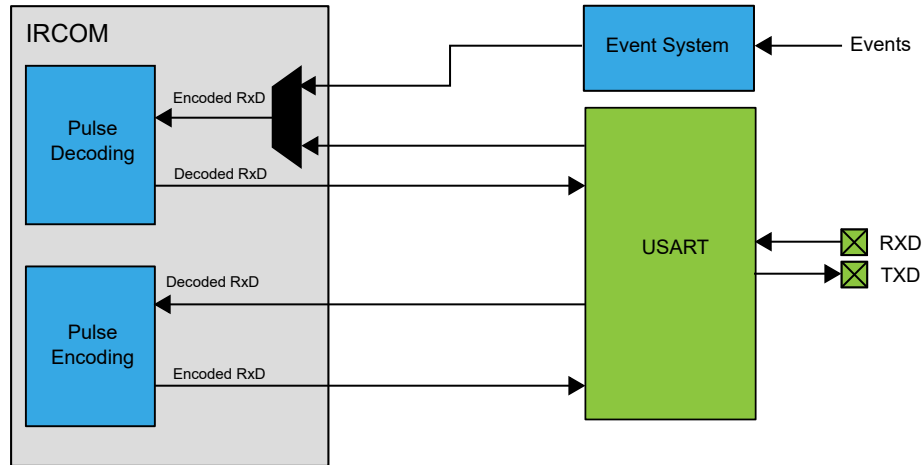 IRCOM
Event System
Events
Encoded RxD
Pulse
Decoding
Decoded RxD
USART
RXD
TXD
Decoded RxD
Pulse
Encoding
Encoded RxD